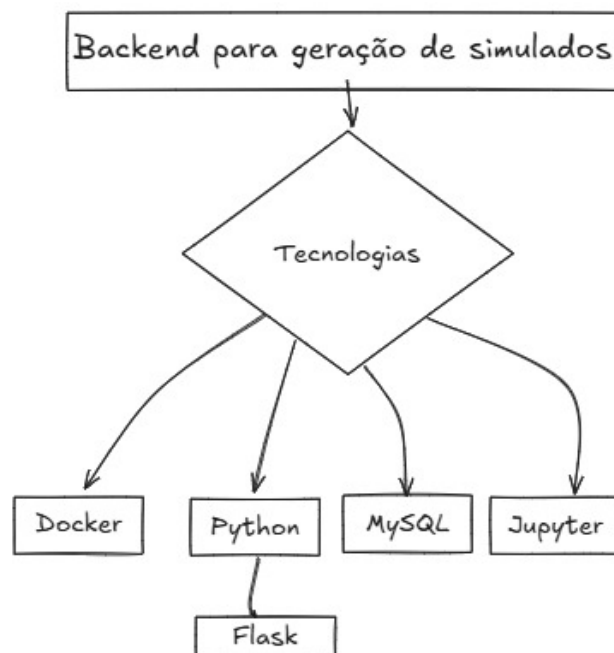 Backend para geração de simulados
Tecnologias
Docker
Python
MySQL
Jupyter
Flask